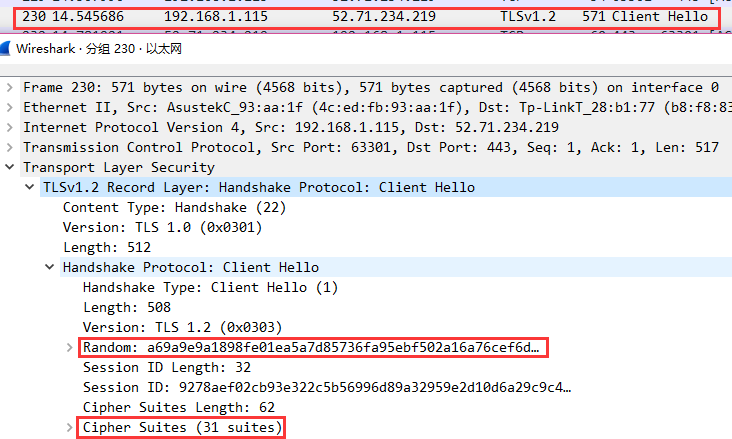 230 14.545686 192.168.1.115 52.71.234.219 TLSv1.2 571 Client Hello
Wireshark · 分组 230 · 以太网
Frame 230: 571 bytes on wire (4568 bits), 571 bytes captured (4568 bits) on interface 0
Ethernet II, Src: AsustekC_93:aa:1f (4c:ed:fb:93:aa:1f), Dst: Tp-LinkT_28:b1:77 (b8:f8:83
Internet Protocol Version 4, Src: 192.168.1.115, Dst: 52.71.234.219
Transmission Control Protocol, Src Port: 63301, Dst Port: 443, Seq: 1, Ack: 1, Len: 517
Transport Layer Security
TLSv1.2 Record Layer: Handshake Protocol: Client Hello
Content Type: Handshake (22)
Version: TLS 1.0 (0x0301)
Length: 512
Handshake Protocol: Client Hello
Handshake Type: Client Hello (1)
Length: 508
Version: TLS 1.2 (0x0303)
Random: a69a9e9a1898fe01ea5a7d85736fa95ebf502a16a76cef6d…
Session ID Length: 32
Session ID: 9278aef02cb93e322c5b56996d89a32959e2d10d6a29c9c4…
Cipher Suites Length: 62
Cipher Suites (31 suites)